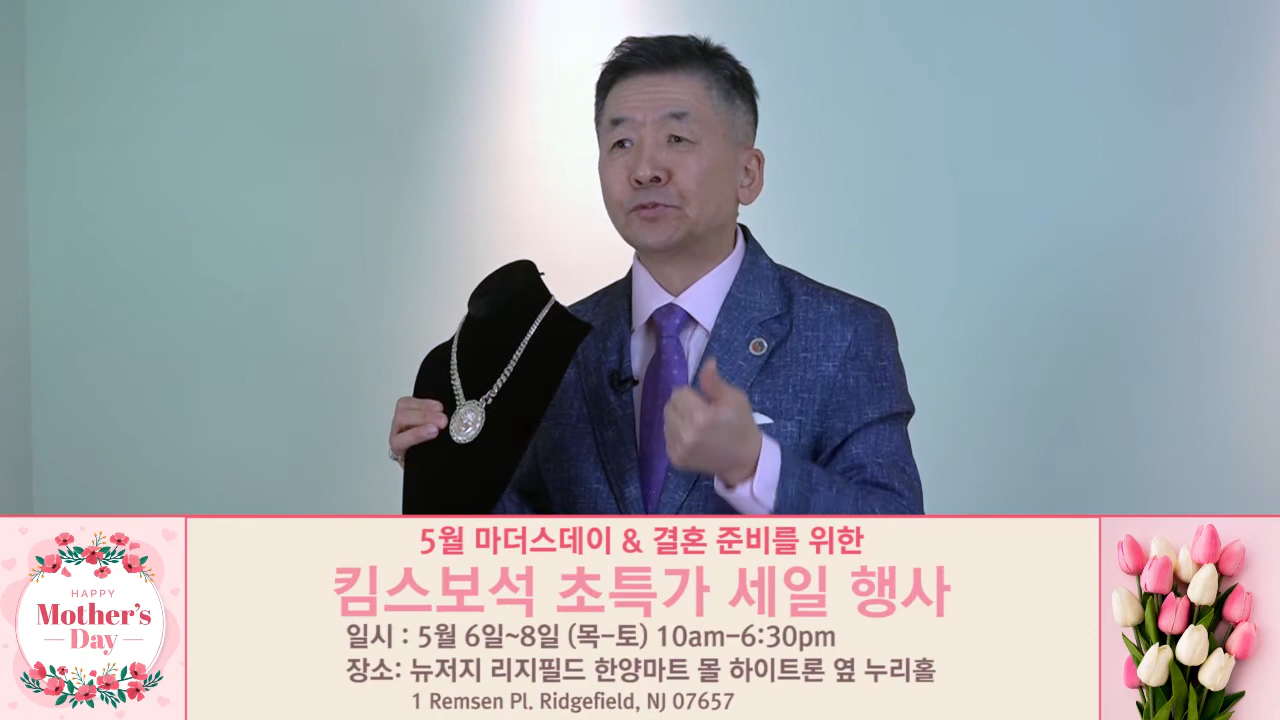 5월 마더스데이 & 결혼 준비를 위한
킴스보석 초특가 세일 행사
일시 : 5월 6일~8일 (목-토) 10am-6:30pm
장소: 뉴저지 리지필드 한양마트 몰 하이트론 옆 누리홀
1 Remsen Pl. Ridgefield, NJ 07657
HAPPY
Mother's
Day